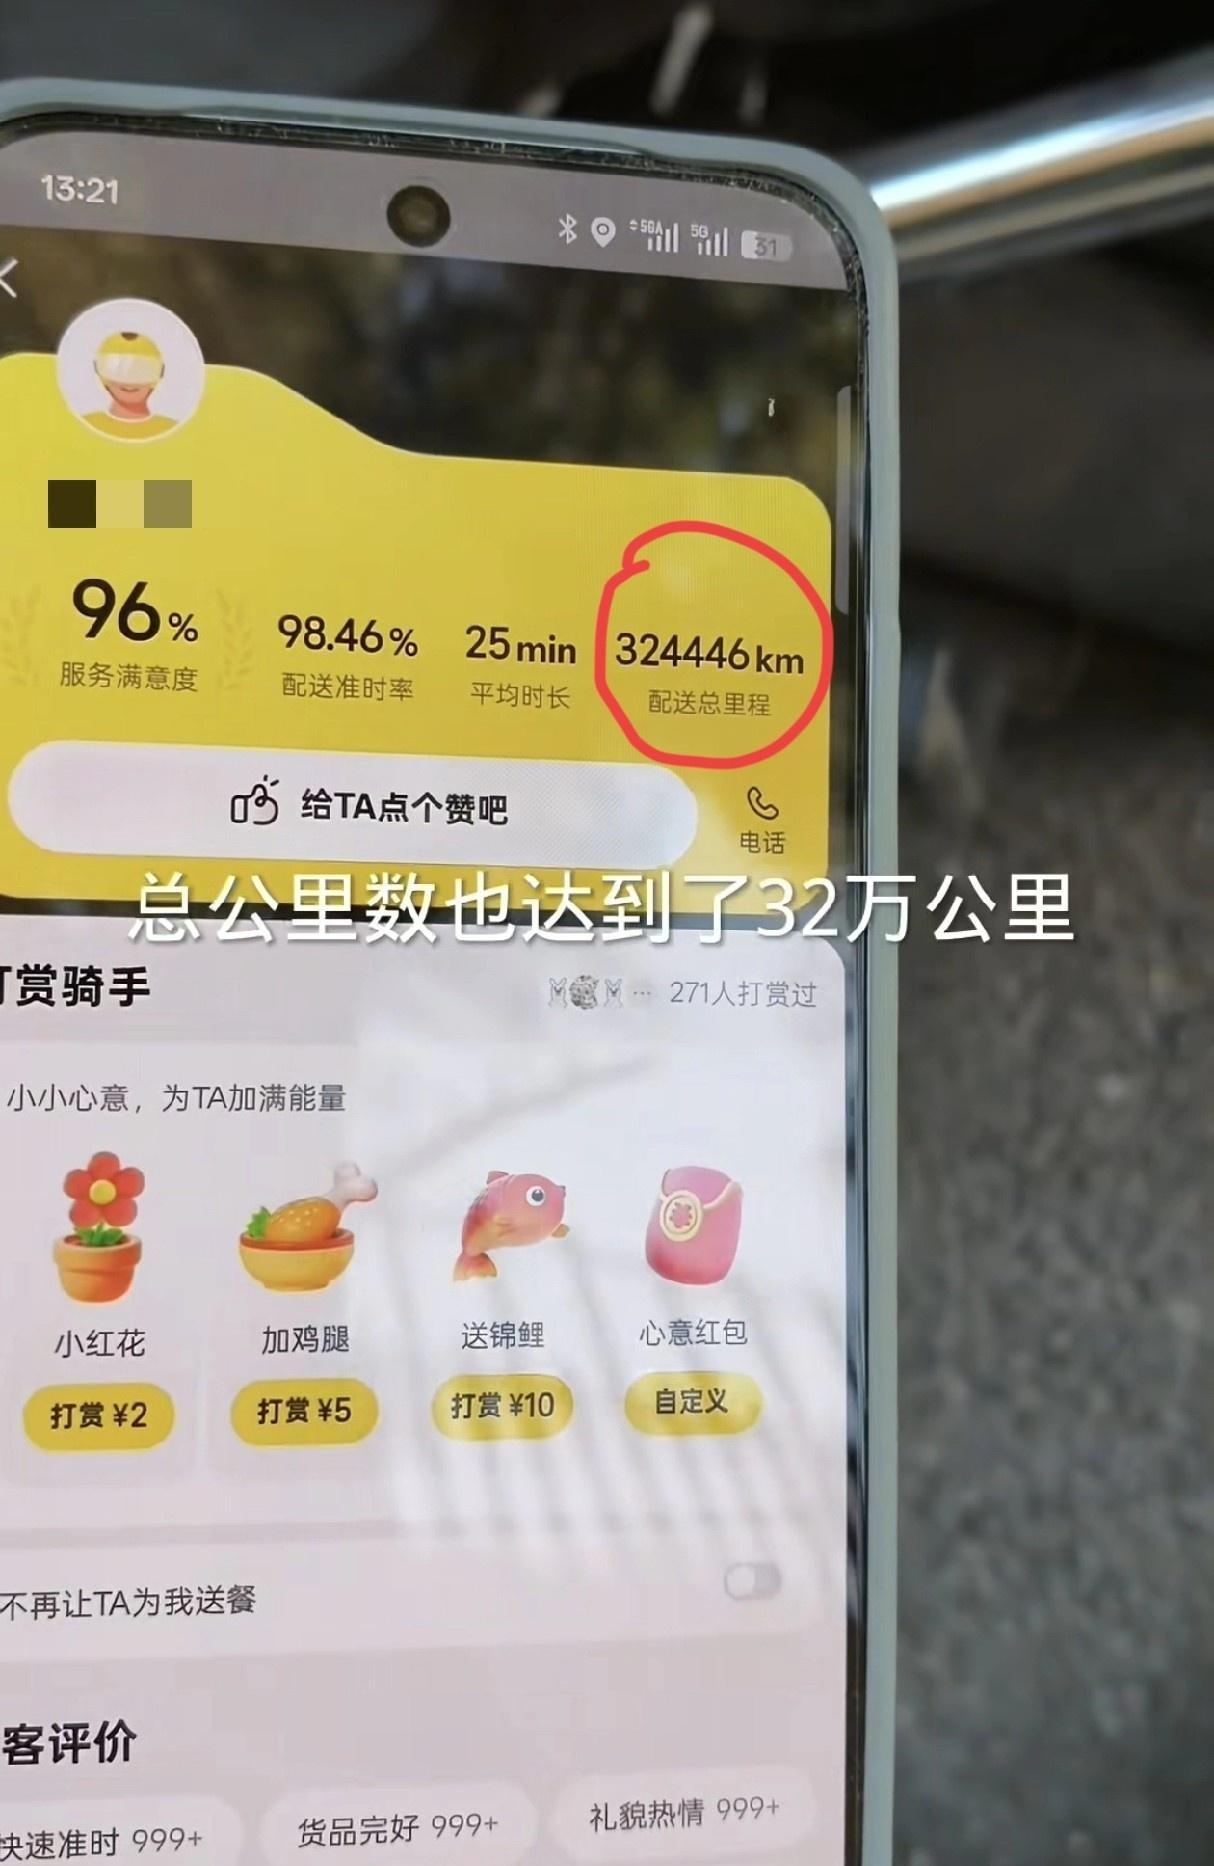 13:21
5GA 5G 31
96%
服务满意度
98.46%
配送准时率
25min
平均时长
324446km
配送总里程
给TA点个赞吧
电话
总公里数也达到了32万公里
打赏骑手
271人打赏过
小小心意，为TA加满能量
小红花
加鸡腿
送锦鲤
心意红包
打赏 ¥2
打赏 ¥5
打赏 ¥10
自定义
不再让TA为我送餐
客评价
快速准时 999+
货品完好 999+
礼貌热情 999+